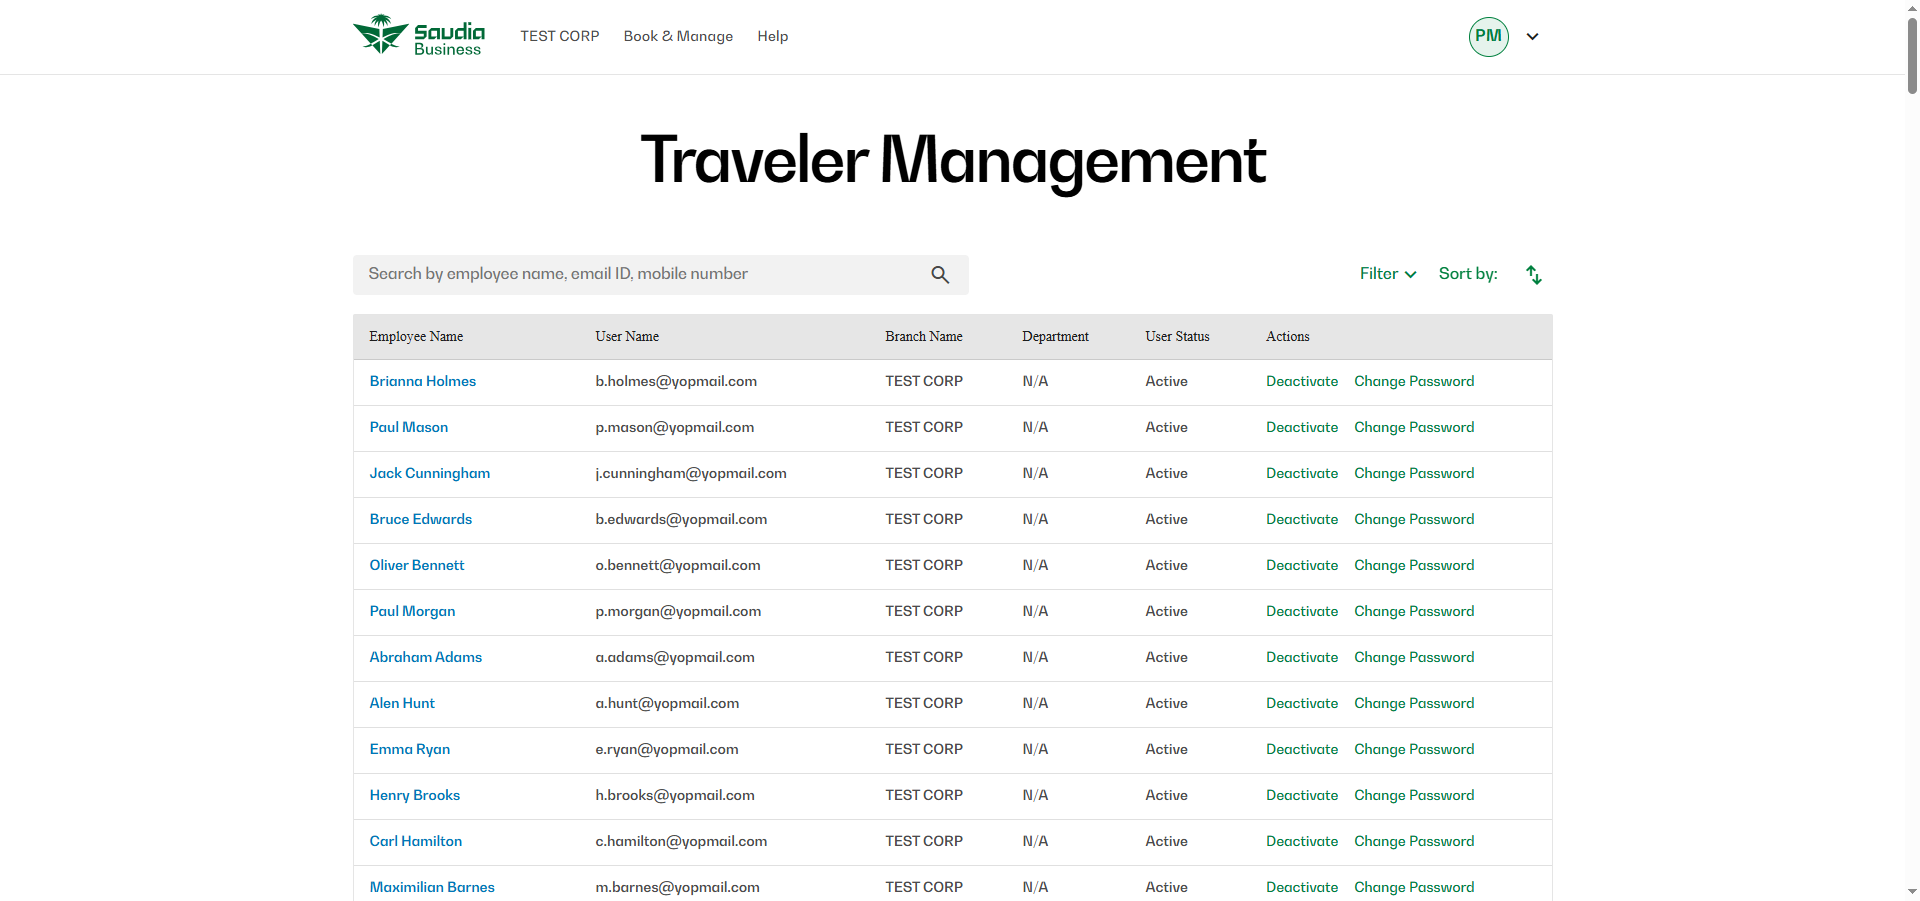 Saudia Business TEST CORP Book & Manage Help PM
Traveler Management
Search by employee name, email ID, mobile number Filter Sort by:
Employee Name User Name Branch Name Department User Status Actions
Brianna Holmes b.holmes@yopmail.com TEST CORP N/A Active Deactivate Change Password
Paul Mason p.mason@yopmail.com TEST CORP N/A Active Deactivate Change Password
Jack Cunningham j.cunningham@yopmail.com TEST CORP N/A Active Deactivate Change Password
Bruce Edwards b.edwards@yopmail.com TEST CORP N/A Active Deactivate Change Password
Oliver Bennett o.bennett@yopmail.com TEST CORP N/A Active Deactivate Change Password
Paul Morgan p.morgan@yopmail.com TEST CORP N/A Active Deactivate Change Password
Abraham Adams a.adams@yopmail.com TEST CORP N/A Active Deactivate Change Password
Alen Hunt a.hunt@yopmail.com TEST CORP N/A Active Deactivate Change Password
Emma Ryan e.ryan@yopmail.com TEST CORP N/A Active Deactivate Change Password
Henry Brooks h.brooks@yopmail.com TEST CORP N/A Active Deactivate Change Password
Carl Hamilton c.hamilton@yopmail.com TEST CORP N/A Active Deactivate Change Password
Maximilian Barnes m.barnes@yopmail.com TEST CORP N/A Active Deactivate Change Password